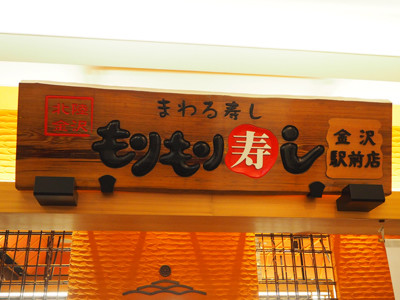 北陸
金沢
まわる寿し
もりもり寿し
金沢
駅前店